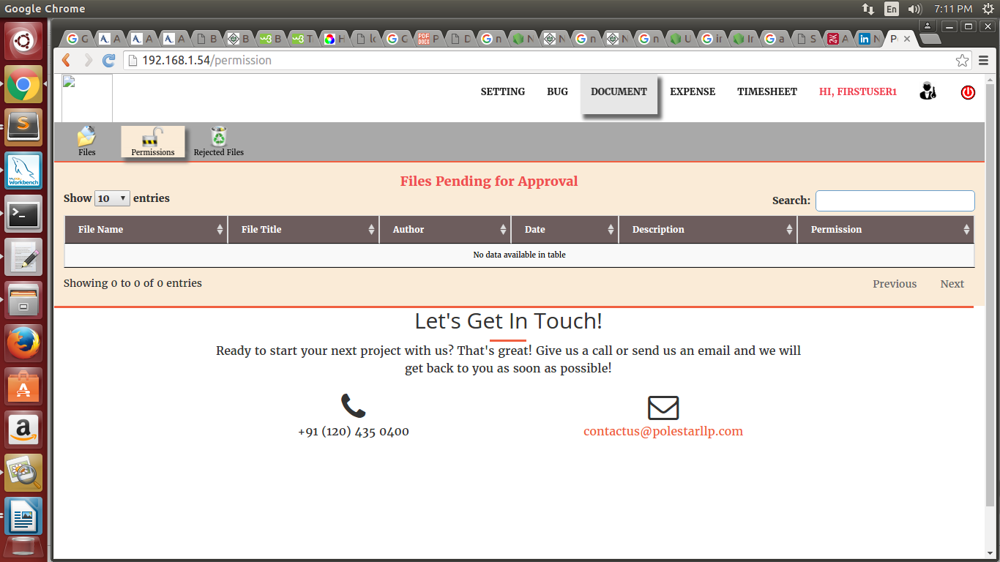 Google Chrome
En
7:11 PM
G
A
A
A
B
B
B
T
H
lo
G
P
D
n
N
N
n
N
n
U
in
In
a
S
A
N
P
192.168.1.54/permission
SETTING BUG DOCUMENT EXPENSE TIMESHEET HI, FIRSTUSER1
Files Permissions Rejected Files
Files Pending for Approval
Show 10 entries
Search:
File Name File Title Author Date Description Permission
No data available in table
Showing 0 to 0 of 0 entries
Previous Next
Let's Get In Touch!
Ready to start your next project with us? That's great! Give us a call or send us an email and we will
get back to you as soon as possible!
+91 (120) 435 0400
contactus@polestarllp.com
Workbench